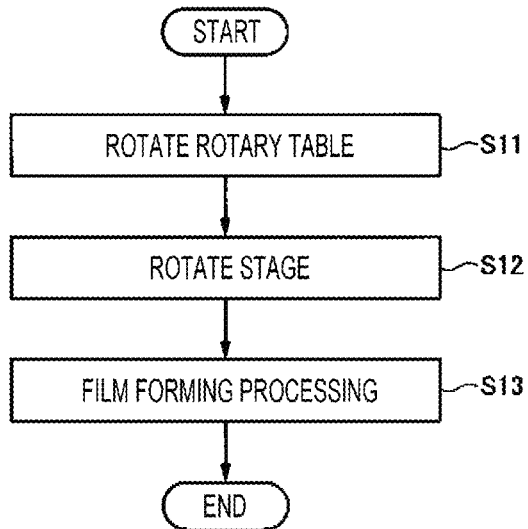 START
ROTATE ROTARY TABLE
S11
ROTATE STAGE
S12
FILM FORMING PROCESSING
S13
END